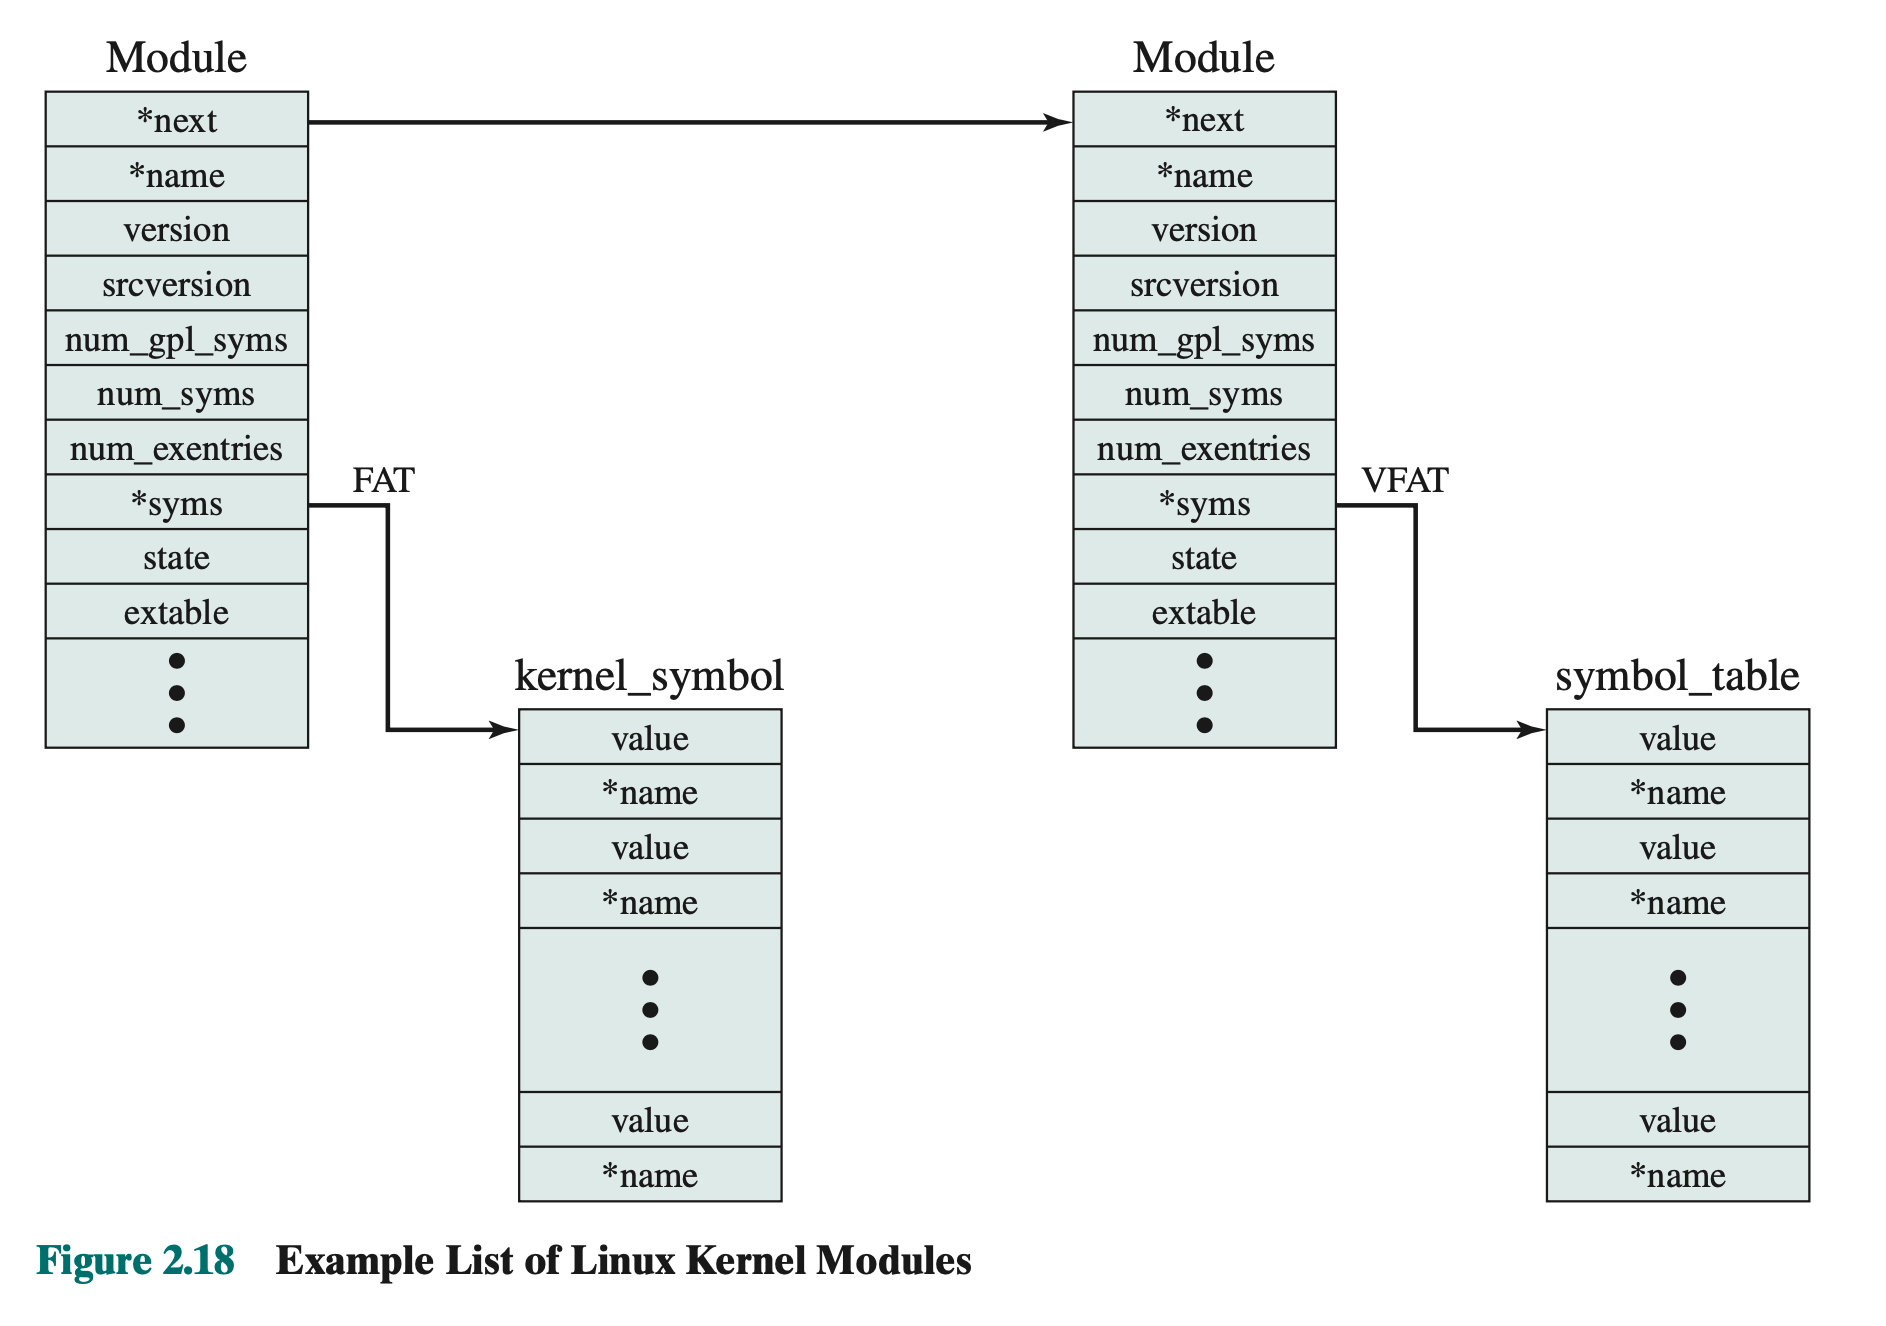 Module
*next
*name
version
srcversion
num_gpl_syms
num_syms
num_exentries
*syms
state
extable
FAT
kernel_symbol
value
*name
value
*name
value
*name
Module
*next
*name
version
srcversion
num_gpl_syms
num_syms
num_exentries
*syms
state
extable
VFAT
symbol_table
value
*name
value
*name
value
*name
Figure 2.18 Example List of Linux Kernel Modules